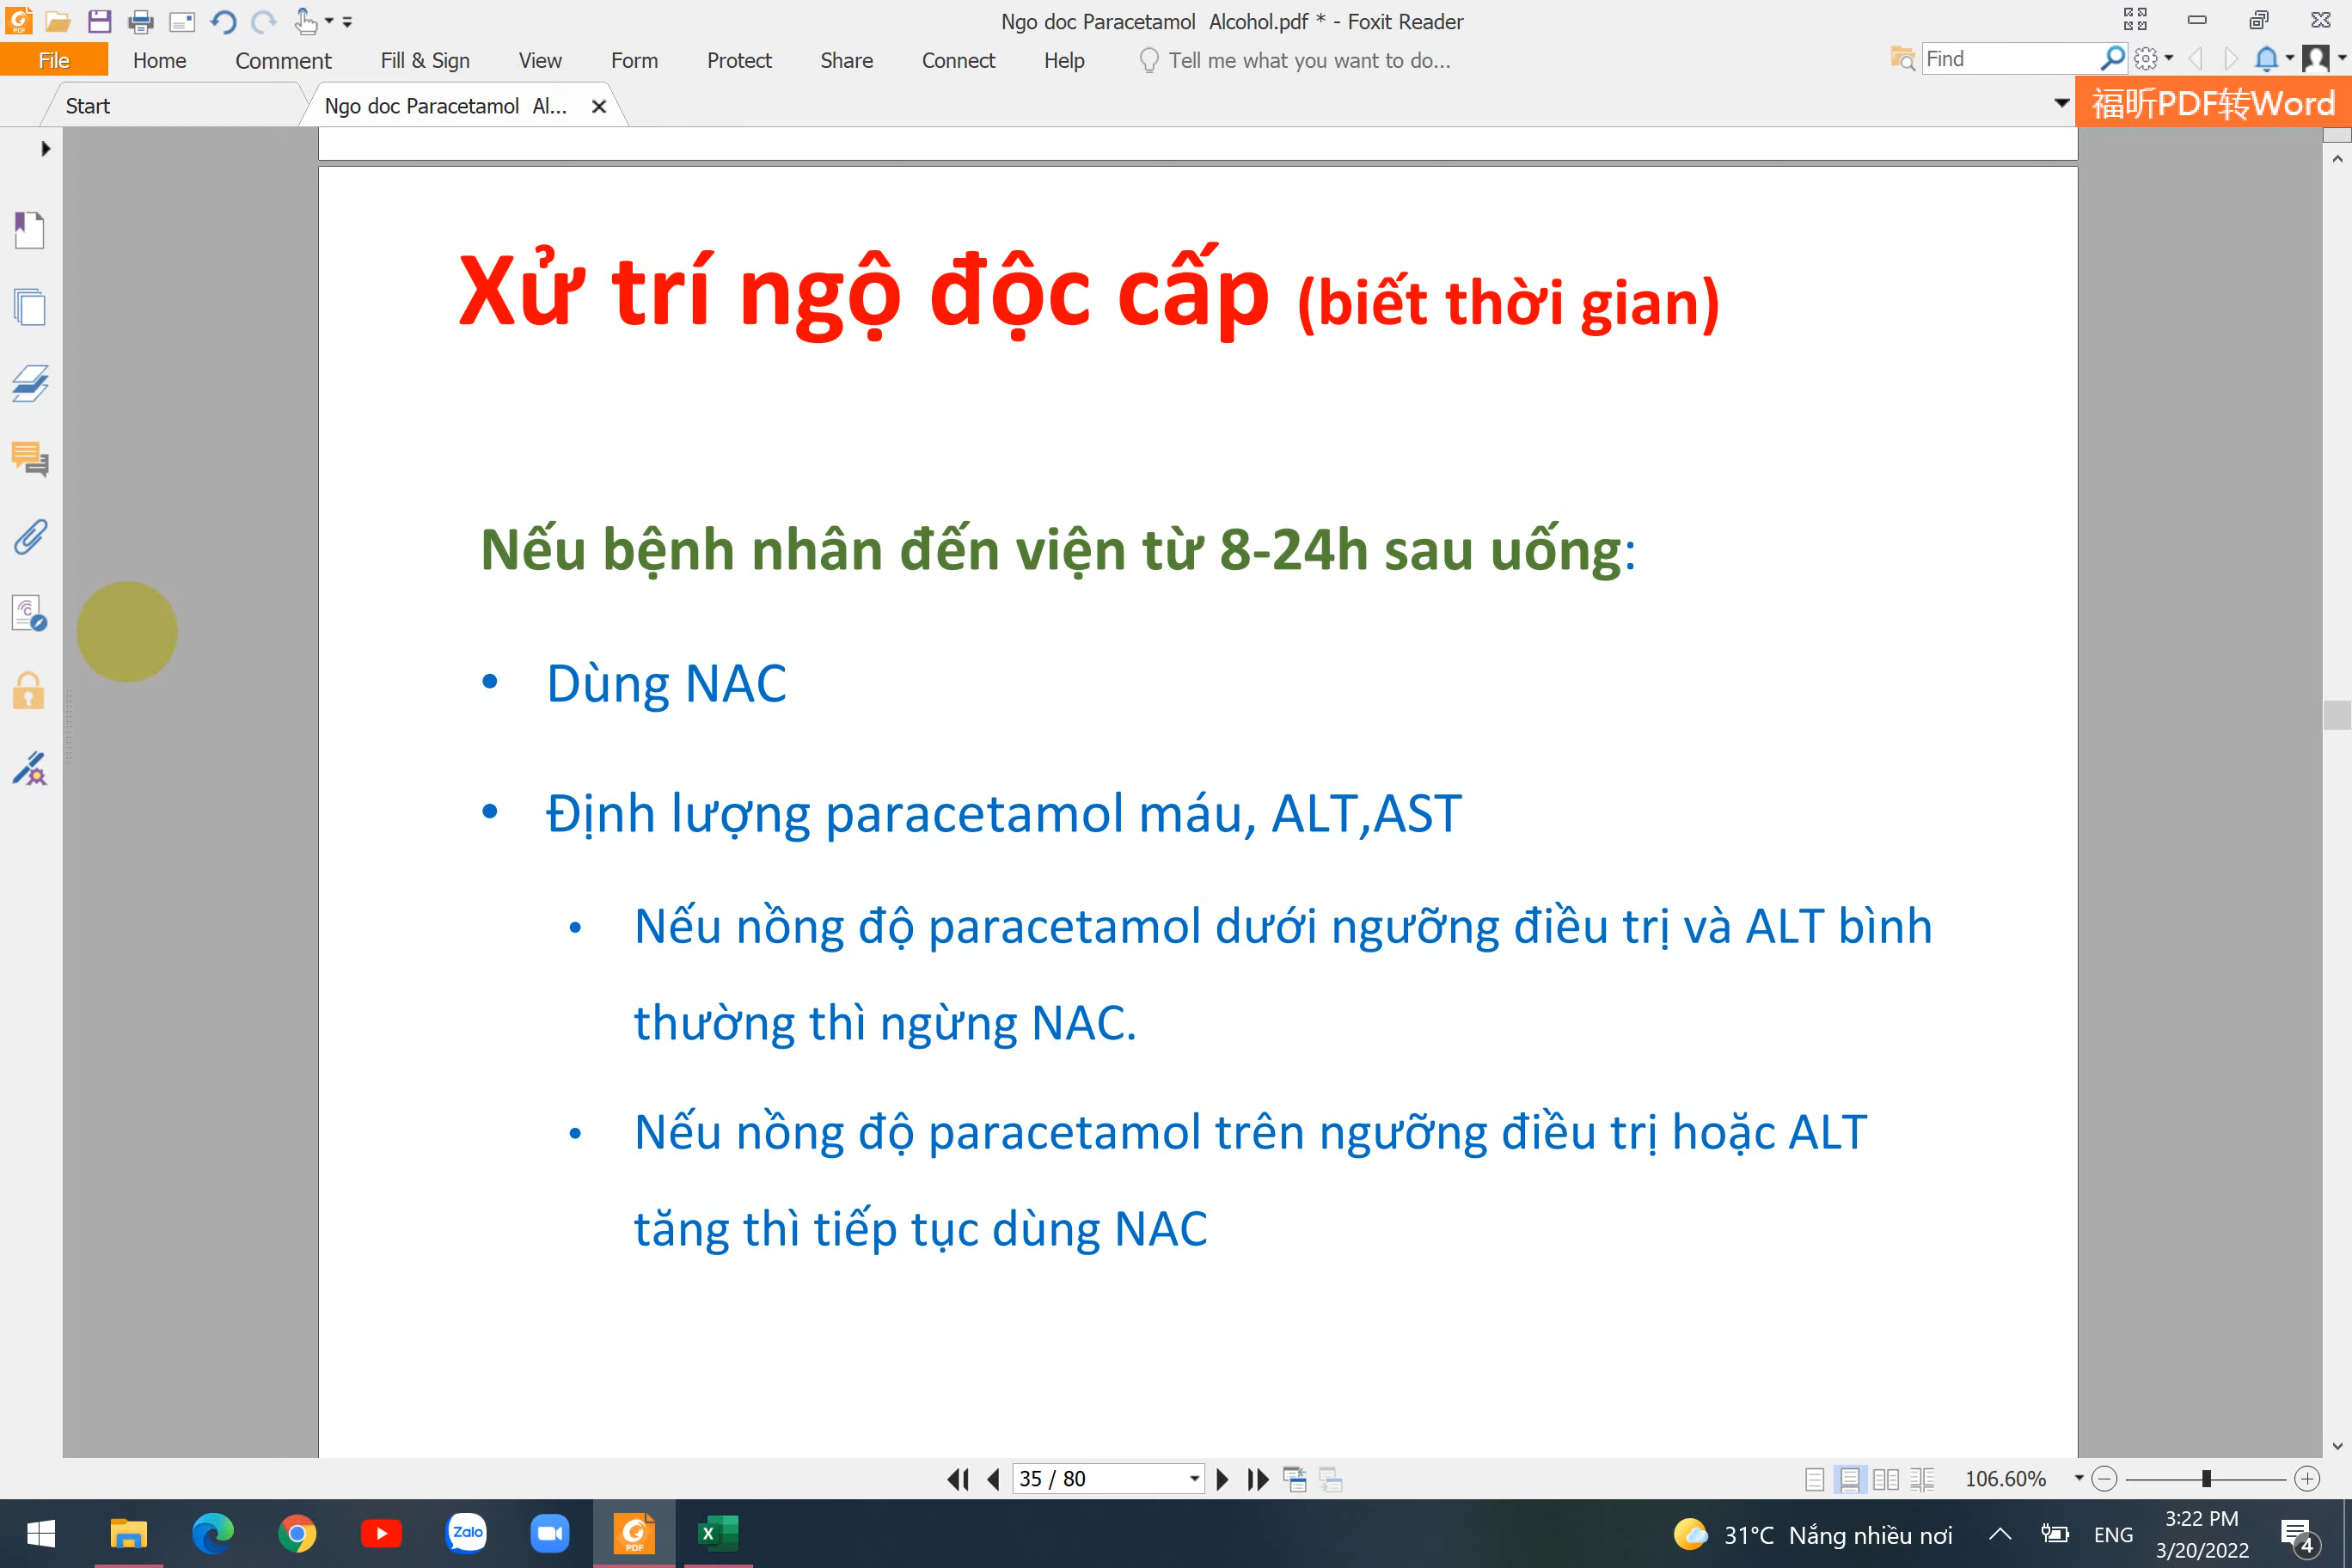 Ngo doc Paracetamol Alcohol.pdf * - Foxit Reader
File Home Comment Fill & Sign View Form Protect Share Connect Help Tell me what you want to do... Find
Start Ngo doc Paracetamol Al... 福昕PDF转Word
Xử trí ngộ độc cấp (biết thời gian)
Nếu bệnh nhân đến viện từ 8-24h sau uống:
• Dùng NAC
• Định lượng paracetamol máu, ALT,AST
• Nếu nồng độ paracetamol dưới ngưỡng điều trị và ALT bình
thường thì ngừng NAC.
• Nếu nồng độ paracetamol trên ngưỡng điều trị hoặc ALT
tăng thì tiếp tục dùng NAC
35 / 80 106.60%
Zalo PDF X 31°C Nắng nhiều nơi ENG 3:22 PM
3/20/2022 4